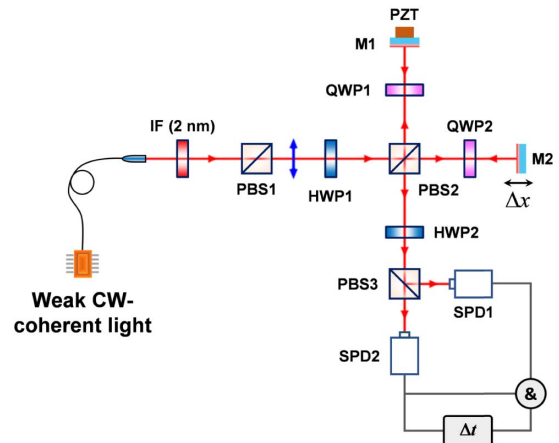 PZT
M1
QWP1
IF (2 nm)
QWP2
PBS1
HWP1
PBS2
M2
Δx
HWP2
PBS3
SPD1
Weak CW-
coherent light
SPD2
&
Δt